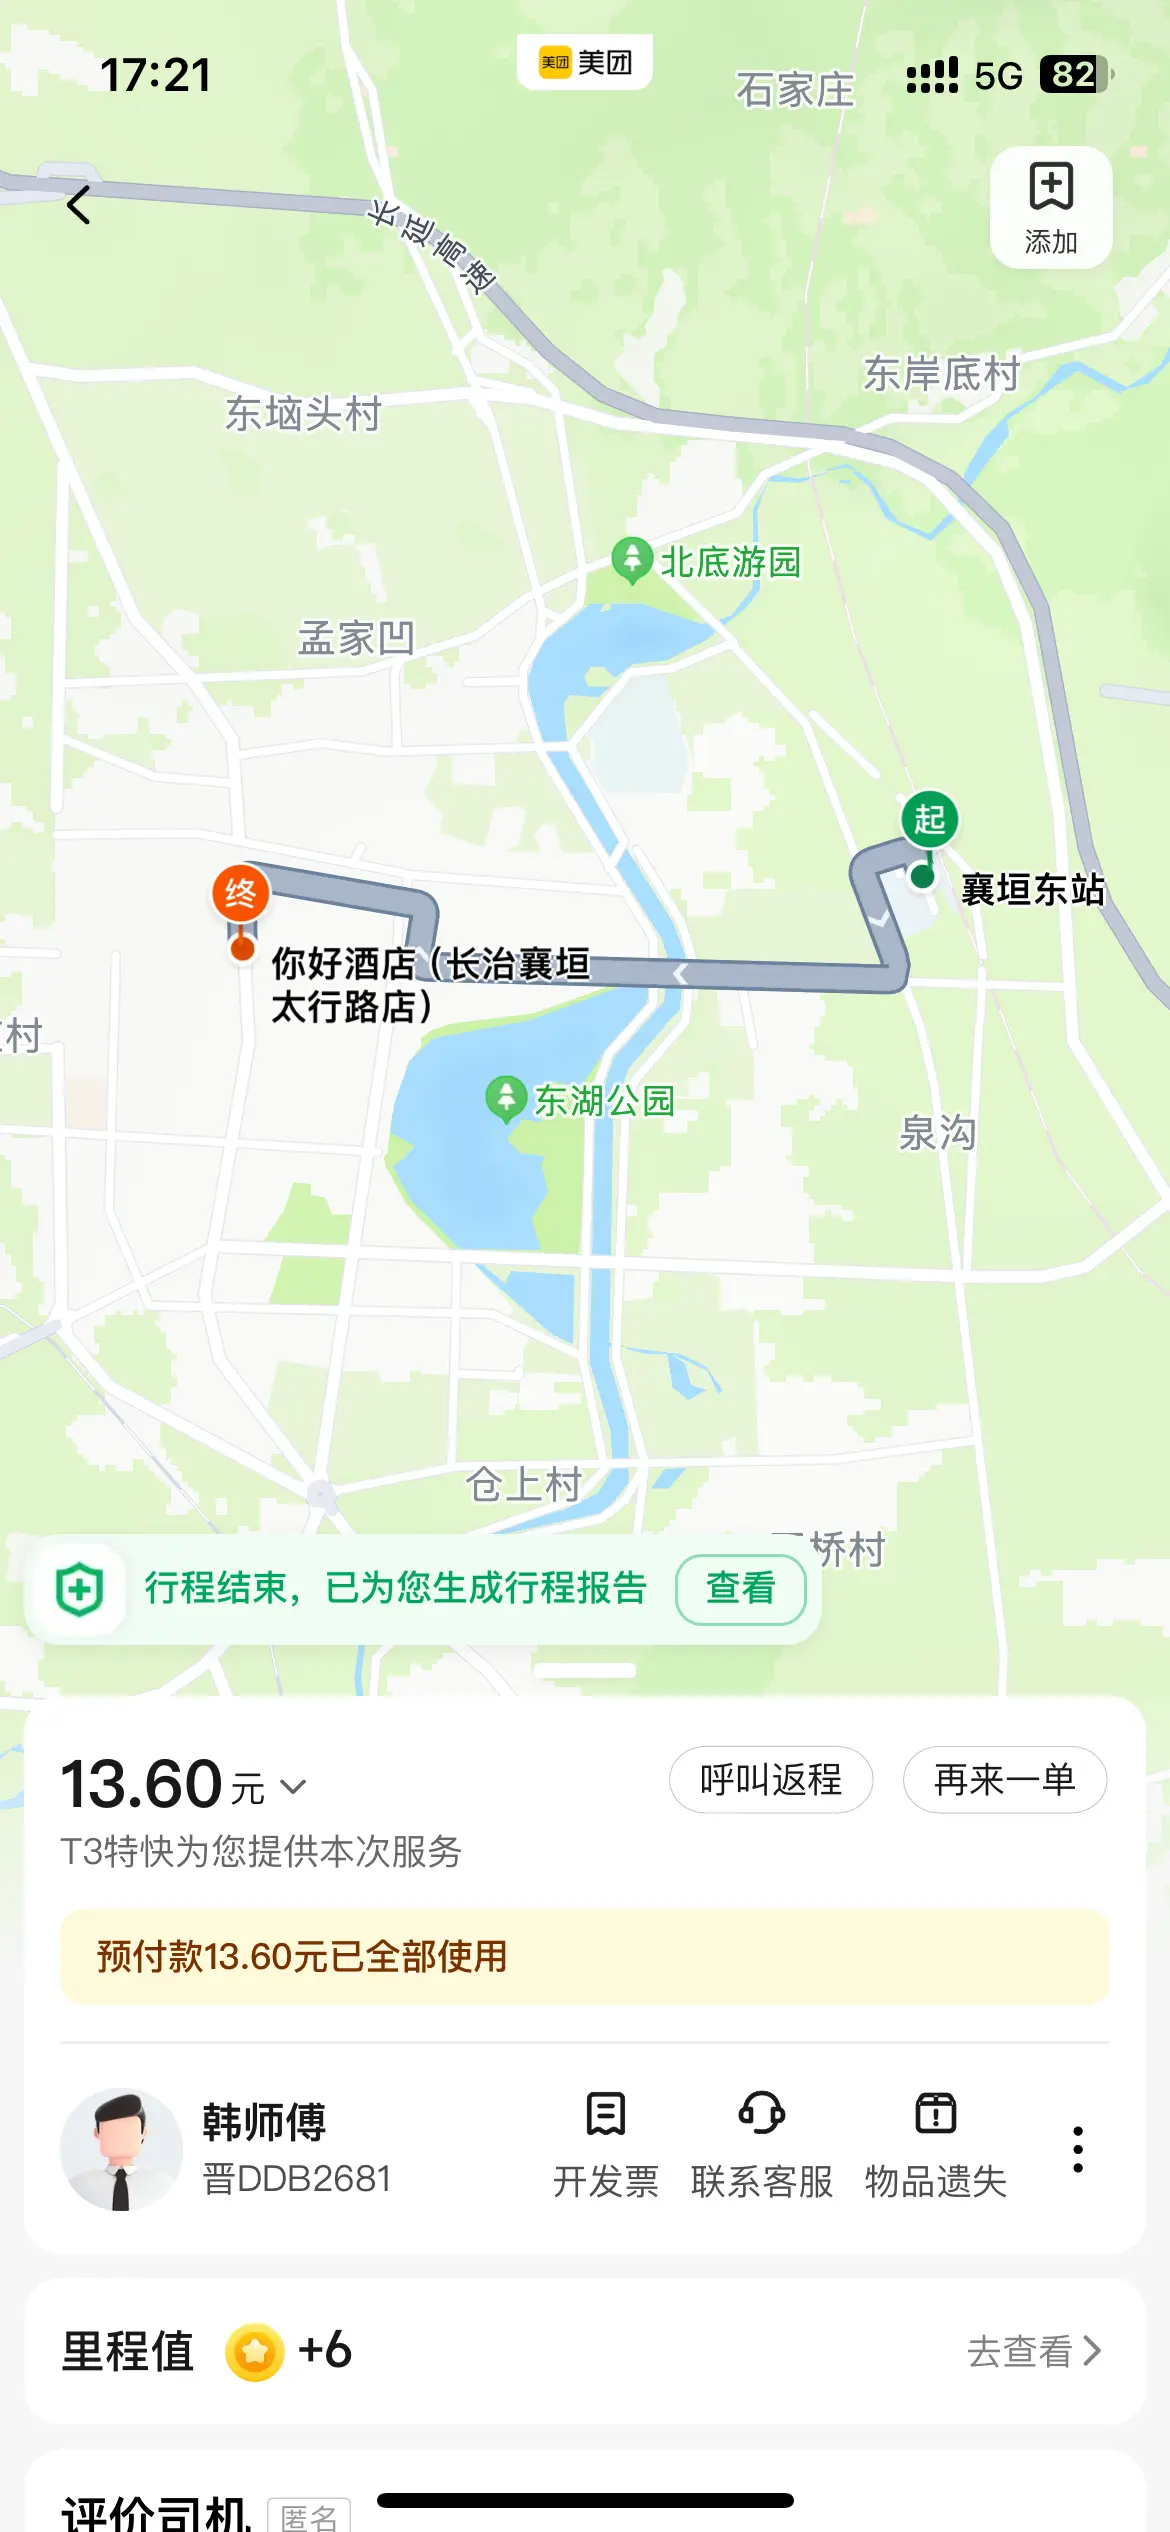 17:21
美团 美团
5G 82
石家庄
添加
长延高速
东岸底村
东垴头村
北底游园
孟家凹
起
襄垣东站
终
你好酒店（长治襄垣
太行路店）
村
东湖公园
泉沟
仓上村
桥村
行程结束，已为您生成行程报告
查看
13.60元
呼叫返程
再来一单
T3特快为您提供本次服务
预付款13.60元已全部使用
韩师傅
晋DDB2681
开发票
联系客服
物品遗失
里程值
+6
去查看
评价司机
匿名